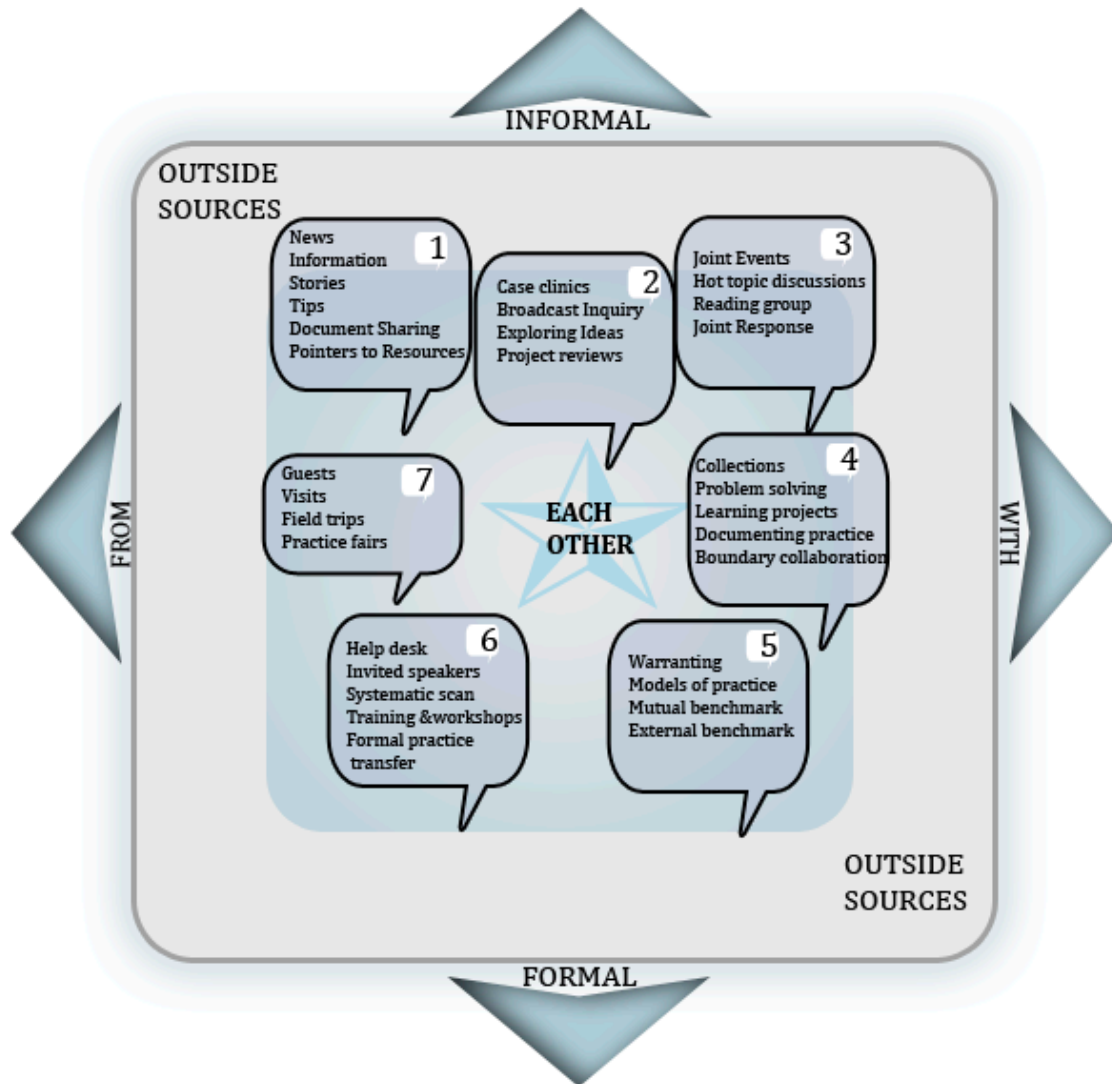 INFORMAL
OUTSIDE
SOURCES
1
News
Information
Stories
Tips
Document Sharing
Pointers to Resources
2
Case clinics
Broadcast Inquiry
Exploring Ideas
Project reviews
3
Joint Events
Hot topic discussions
Reading group
Joint Response
FROM
7
Guests
Visits
Field trips
Practice fairs
EACH
OTHER
4
Collections
Problem solving
Learning projects
Documenting practice
Boundary collaboration
WITH
6
Help desk
Invited speakers
Systematic scan
Training &workshops
Formal practice
transfer
5
Warranting
Models of practice
Mutual benchmark
External benchmark
OUTSIDE
SOURCES
FORMAL